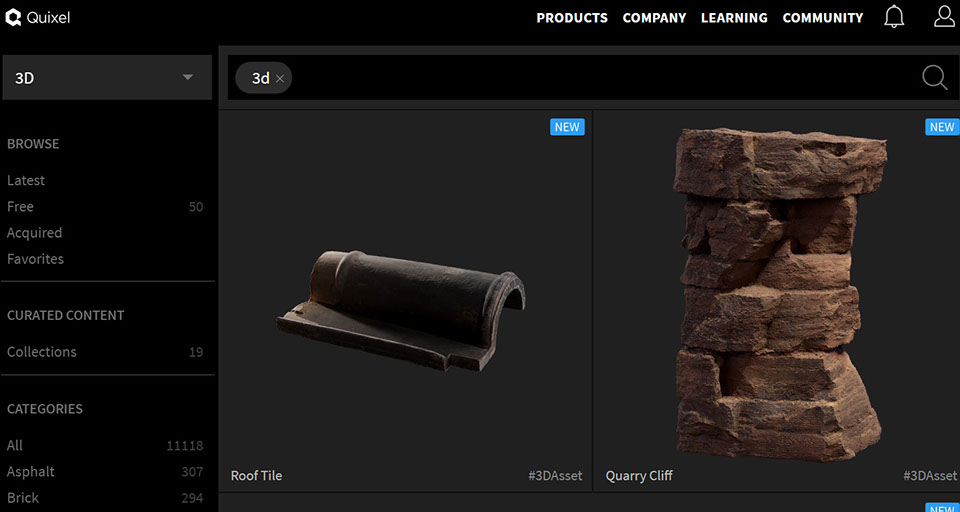 Quixel
PRODUCTS COMPANY LEARNING COMMUNITY
3D
3d ×
BROWSE
Latest
Free 50
Acquired
Favorites
CURATED CONTENT
Collections 19
CATEGORIES
All 11118
Asphalt 307
Brick 294
NEW
Roof Tile #3DAsset
NEW
Quarry Cliff #3DAsset
NEW